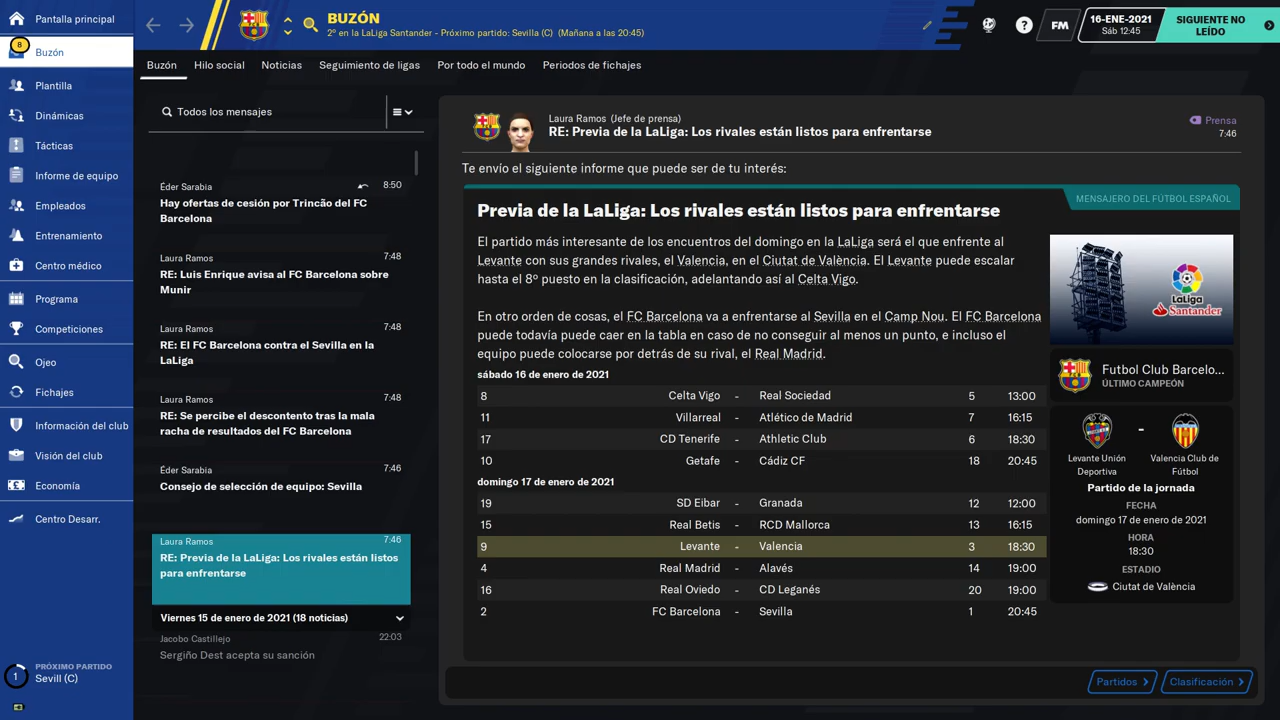 Pantalla principal
8
Buzón
Plantilla
Dinámicas
Tácticas
Informe de equipo
Empleados
Entrenamiento
Centro médico
Programa
Competiciones
Ojeo
Fichajes
Información del club
Visión del club
Economía
Centro Desarr.
PRÓXIMO PARTIDO
1
Sevill (C)
BUZÓN
2º en la LaLiga Santander - Próximo partido: Sevilla (C) (Mañana a las 20:45)
FM
16-ENE-2021
Sáb 12:45
SIGUIENTE NO LEÍDO
Buzón Hilo social Noticias Seguimiento de ligas Por todo el mundo Periodos de fichajes
Todos los mensajes
Éder Sarabia 8:50
Hay ofertas de cesión por Trincão del FC
Barcelona
Laura Ramos 7:48
RE: Luis Enrique avisa al FC Barcelona sobre
Munir
Laura Ramos 7:48
RE: El FC Barcelona contra el Sevilla en la
LaLiga
Laura Ramos 7:48
RE: Se percibe el descontento tras la mala
racha de resultados del FC Barcelona
Éder Sarabia 7:46
Consejo de selección de equipo: Sevilla
Laura Ramos 7:46
RE: Previa de la LaLiga: Los rivales están listos
para enfrentarse
Viernes 15 de enero de 2021 (18 noticias)
Jacobo Castillejo 22:03
Sergiño Dest acepta su sanción
Laura Ramos (Jefe de prensa)
RE: Previa de la LaLiga: Los rivales están listos para enfrentarse
Prensa
7:46
Te envío el siguiente informe que puede ser de tu interés:
MENSAJERO DEL FÚTBOL ESPAÑOL
Previa de la LaLiga: Los rivales están listos para enfrentarse
El partido más interesante de los encuentros del domingo en la LaLiga será el que enfrente al
Levante con sus grandes rivales, el Valencia, en el Ciutat de València. El Levante puede escalar
hasta el 8º puesto en la clasificación, adelantando así al Celta Vigo.
En otro orden de cosas, el FC Barcelona va a enfrentarse al Sevilla en el Camp Nou. El FC Barcelona
puede todavía puede caer en la tabla en caso de no conseguir al menos un punto, e incluso el
equipo puede colocarse por detrás de su rival, el Real Madrid.
sábado 16 de enero de 2021
8 Celta Vigo - Real Sociedad 5 13:00
11 Villarreal - Atlético de Madrid 7 16:15
17 CD Tenerife - Athletic Club 6 18:30
10 Getafe - Cádiz CF 18 20:45
domingo 17 de enero de 2021
19 SD Eibar - Granada 12 12:00
15 Real Betis - RCD Mallorca 13 16:15
9 Levante - Valencia 3 18:30
4 Real Madrid - Alavés 14 19:00
16 Real Oviedo - CD Leganés 20 19:00
2 FC Barcelona - Sevilla 1 20:45
LaLiga
Santander
Futbol Club Barcelo...
ÚLTIMO CAMPEÓN
-
Levante Unión Deportiva
Valencia Club de Fútbol
Partido de la jornada
FECHA
domingo 17 de enero de 2021
HORA
18:30
ESTADIO
Ciutat de València
Partidos
Clasificación